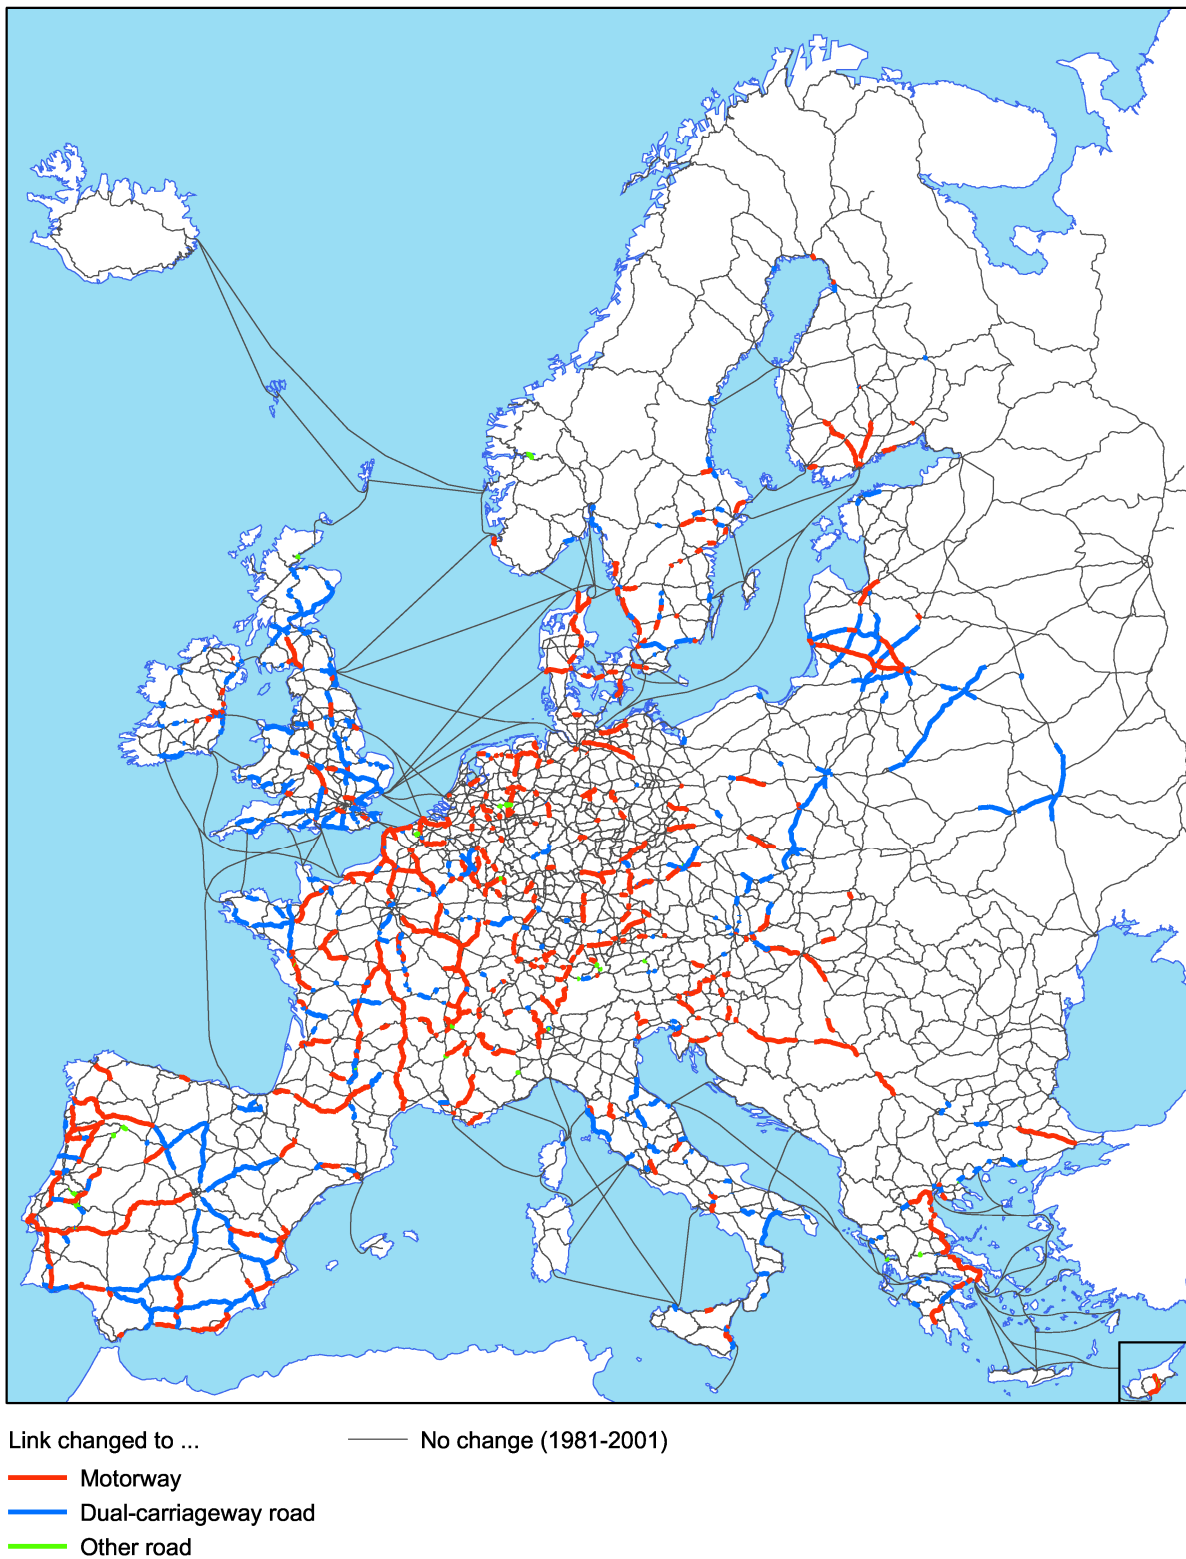 Link changed to ...
No change (1981-2001)
Motorway
Dual-carriageway road
Other road